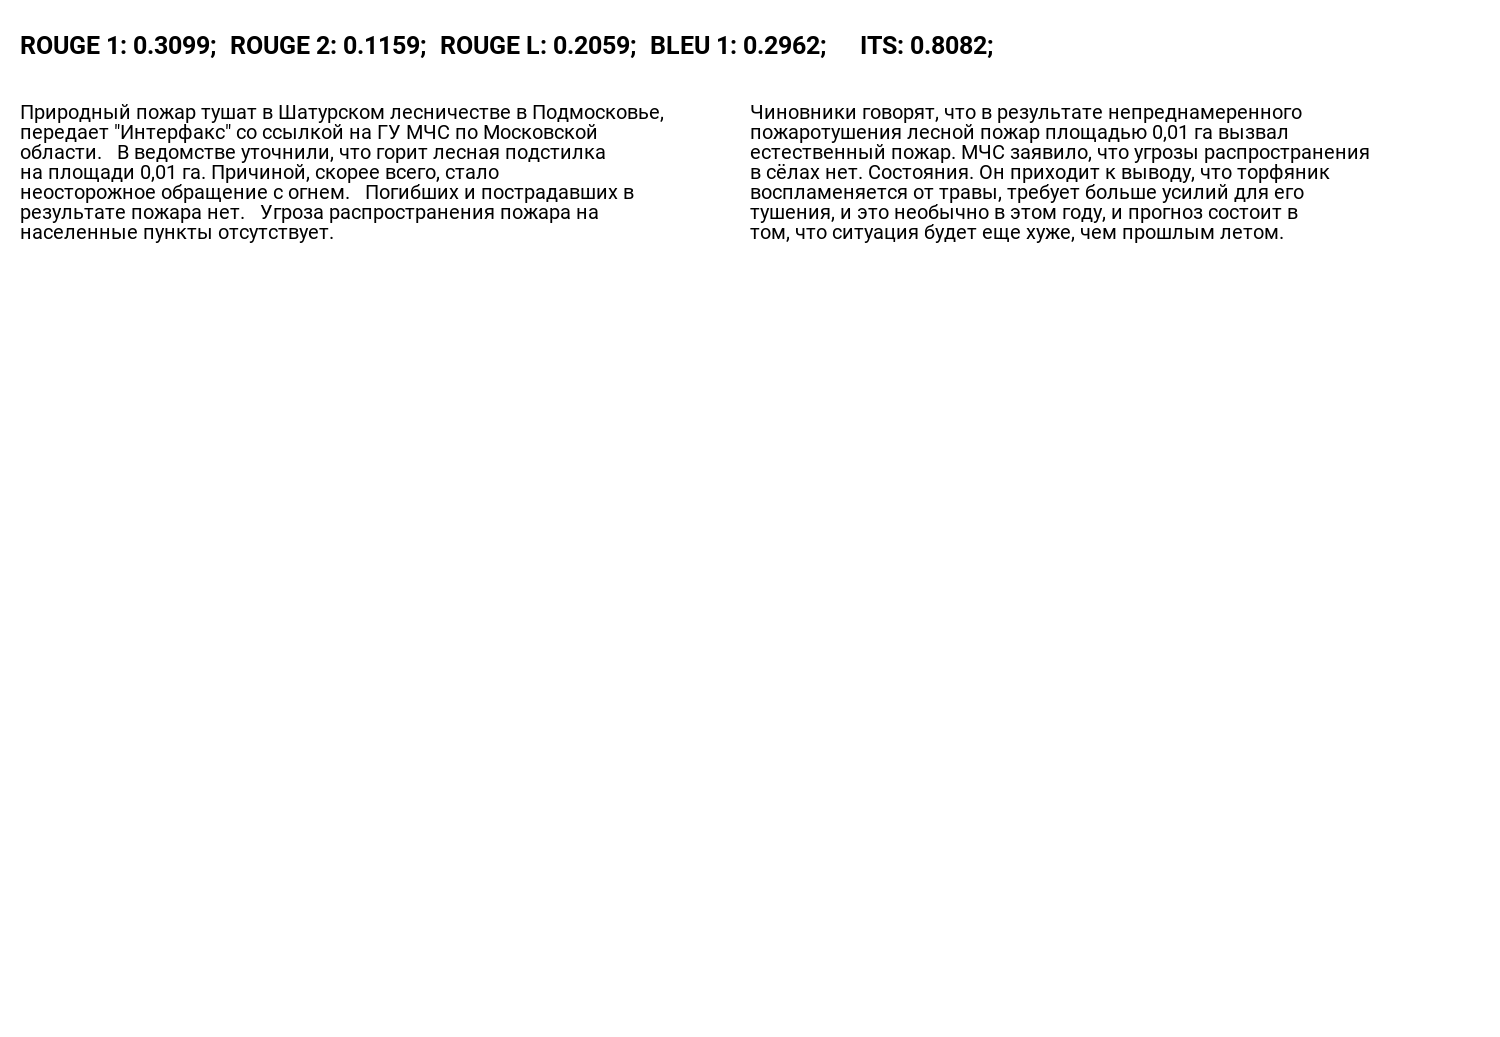 ROUGE 1: 0.3099;  ROUGE 2: 0.1159;  ROUGE L: 0.2059;  BLEU 1: 0.2962;     ITS: 0.8082;
Природный пожар тушат в Шатурском лесничестве в Подмосковье,
передает "Интерфакс" со ссылкой на ГУ МЧС по Московской
области.   В ведомстве уточнили, что горит лесная подстилка
на площади 0,01 га. Причиной, скорее всего, стало
неосторожное обращение с огнем.   Погибших и пострадавших в
результате пожара нет.   Угроза распространения пожара на
населенные пункты отсутствует.
Чиновники говорят, что в результате непреднамеренного
пожаротушения лесной пожар площадью 0,01 га вызвал
естественный пожар. МЧС заявило, что угрозы распространения
в сёлах нет. Состояния. Он приходит к выводу, что торфяник
воспламеняется от травы, требует больше усилий для его
тушения, и это необычно в этом году, и прогноз состоит в
том, что ситуация будет еще хуже, чем прошлым летом.